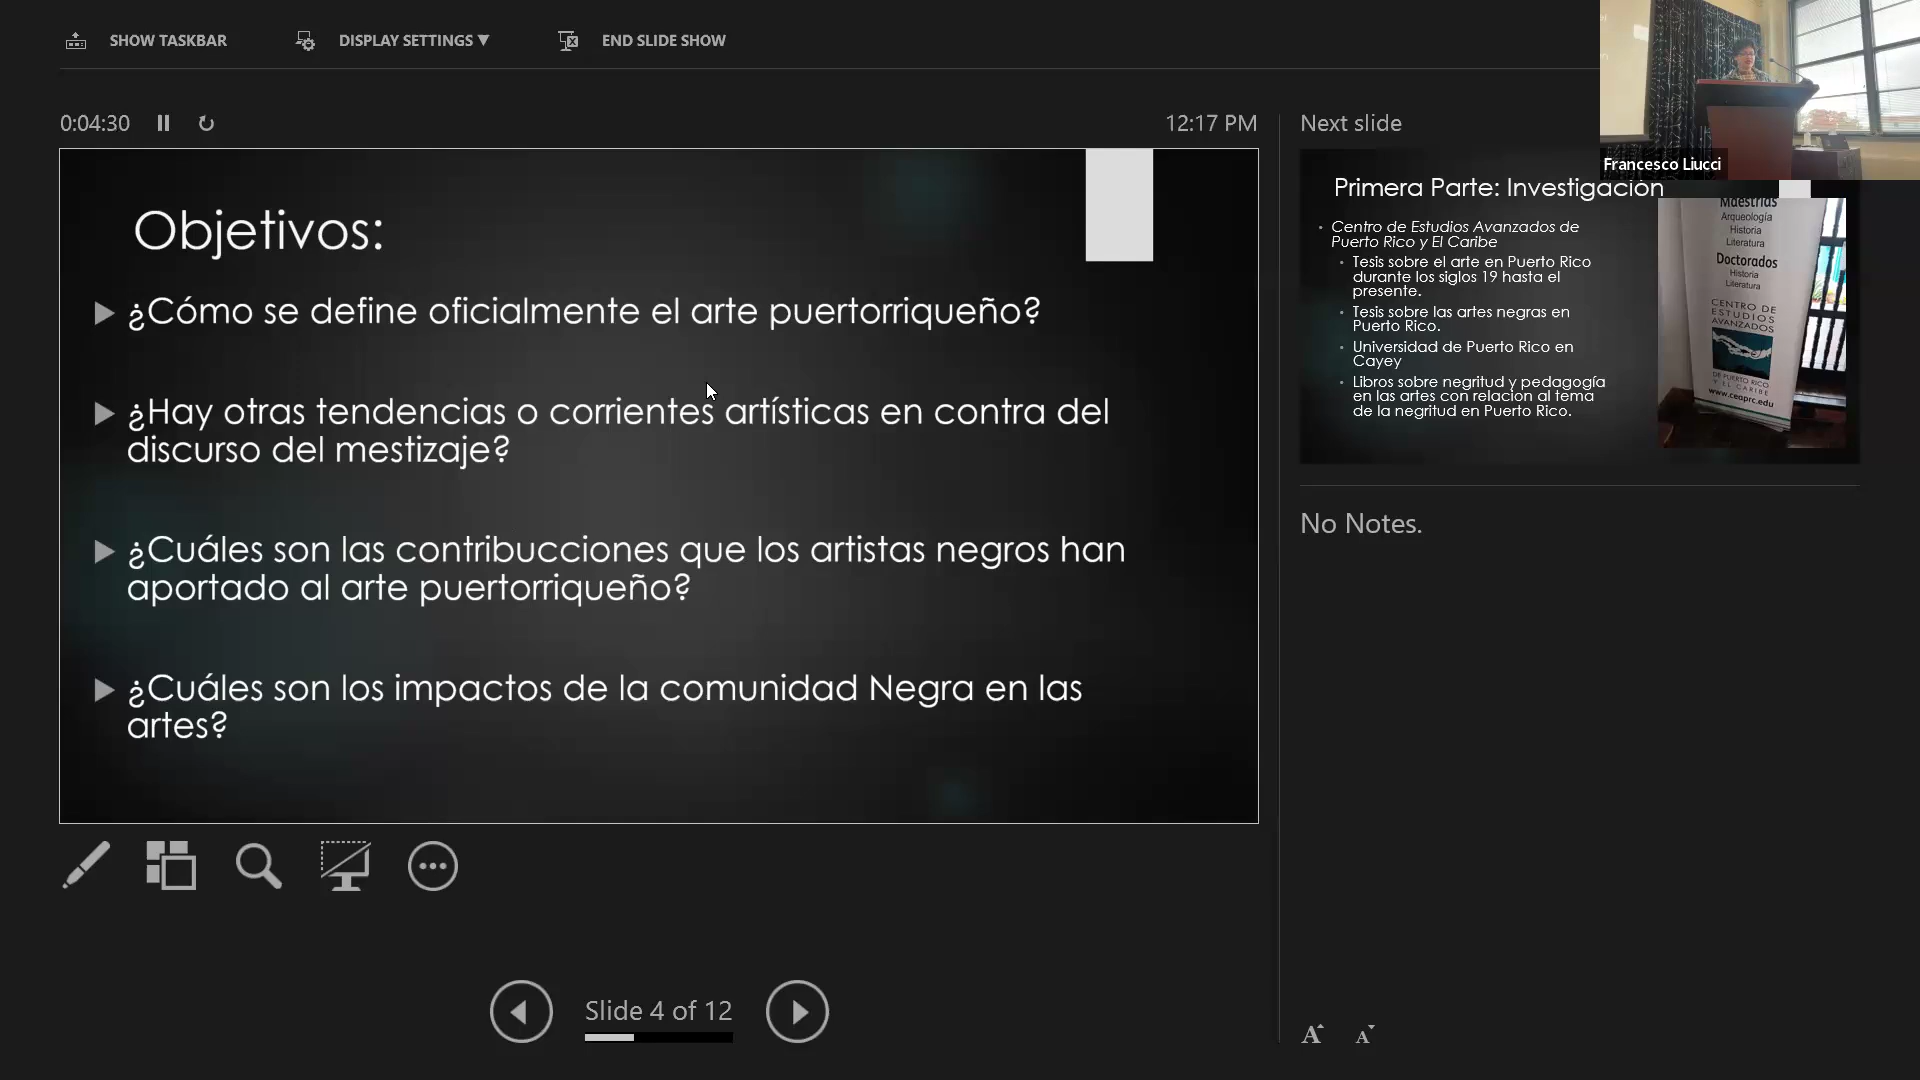 SHOW TASKBAR
DISPLAY SETTINGS ▼
END SLIDE SHOW
0:04:30
12:17 PM
Objetivos:
¿Cómo se define oficialmente el arte puertorriqueño?
¿Hay otras tendencias o corrientes artísticas en contra del
discurso del mestizaje?
¿Cuáles son las contribucciones que los artistas negros han
aportado al arte puertorriqueño?
¿Cuáles son los impactos de la comunidad Negra en las
artes?
Slide 4 of 12
Next slide
Francesco Liucci
Primera Parte: Investigación
Centro de Estudios Avanzados de
Puerto Rico y El Caribe
Tesis sobre el arte en Puerto Rico
durante los siglos 19 hasta el
presente.
Tesis sobre las artes negras en
Puerto Rico.
Universidad de Puerto Rico en
Cayey
Libros sobre negritud y pedagogía
en las artes con relacion al tema
de la negritud en Puerto Rico.
Maestrías
Arqueología
Historia
Literatura
Doctorados
Historia
Literatura
CENTRO DE
ESTUDIOS
AVANZADOS
DE PUERTO RICO
Y EL CARIBE
www.ceaprc.edu
No Notes.
A A